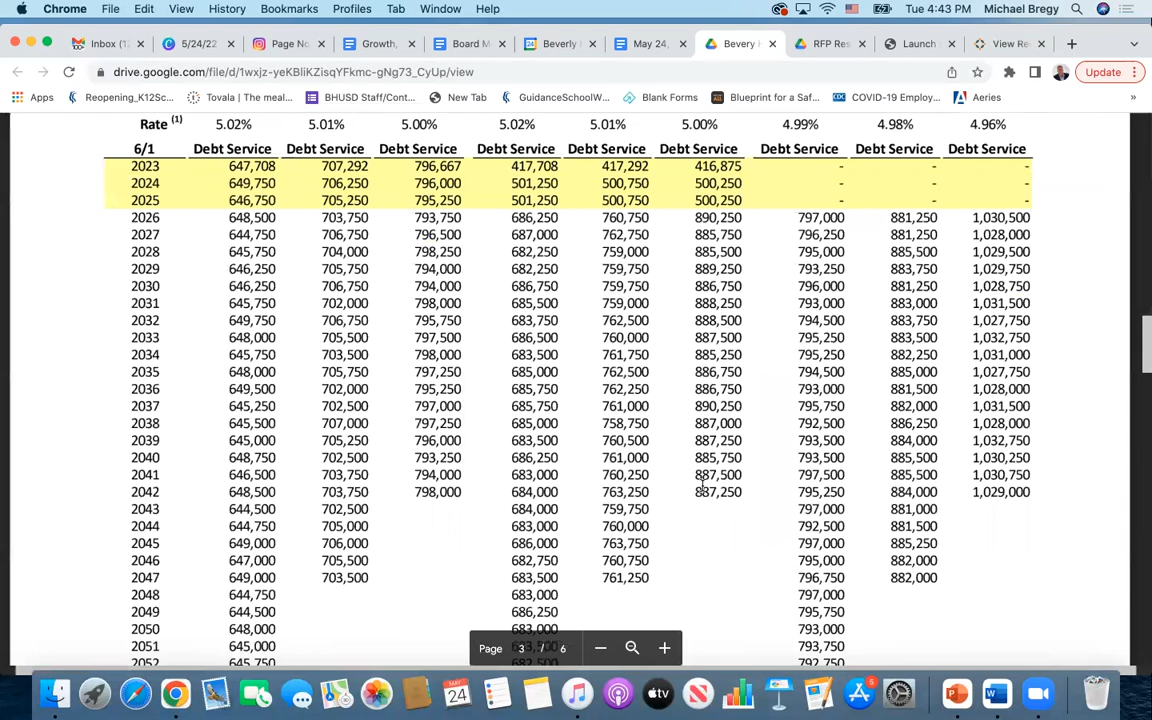 Chrome File Edit View History Bookmarks Profiles Tab Window Help Tue 4:43 PM Michael Bregy
Inbox (1 5/24/22 Page No Growth, Board M Beverly May 24, Bevery H RFP Res Launch View Re
drive.google.com/file/d/1wxjz-yeKBliKZisqYFkmc-gNg73_CyUp/view Update
Apps Reopening_K12Sc... Tovala | The meal... BHUSD Staff/Cont... New Tab GuidanceSchoolW... Blank Forms Blueprint for a Saf... COVID-19 Employ... Aeries »
Rate (1) 5.02% 5.01% 5.00% 5.02% 5.01% 5.00% 4.99% 4.98% 4.96%
6/1 Debt Service Debt Service Debt Service Debt Service Debt Service Debt Service Debt Service Debt Service Debt Service
2023 647,708 707,292 796,667 417,708 417,292 416,875 - - -
2024 649,750 706,250 796,000 501,250 500,750 500,250 - - -
2025 646,750 705,250 795,250 501,250 500,750 500,250 - - -
2026 648,500 703,750 793,750 686,250 760,750 890,250 797,000 881,250 1,030,500
2027 644,750 706,750 796,500 687,000 762,750 885,750 796,250 881,250 1,028,000
2028 645,750 704,000 798,250 682,250 759,000 885,500 795,000 885,500 1,029,500
2029 646,250 705,750 794,000 682,250 759,750 889,250 793,250 883,750 1,029,750
2030 646,250 706,750 794,000 686,750 759,750 886,750 796,000 881,250 1,028,750
2031 645,750 702,000 798,000 685,500 759,000 888,250 793,000 883,000 1,031,500
2032 649,750 706,750 795,750 683,750 762,500 888,500 794,500 883,750 1,027,750
2033 648,000 705,500 797,500 686,500 760,000 887,500 795,250 883,500 1,032,750
2034 645,750 703,500 798,000 683,500 761,750 885,250 795,250 882,250 1,031,000
2035 648,000 705,750 797,250 685,000 762,500 886,750 794,500 885,000 1,027,750
2036 649,500 702,000 795,250 685,750 762,250 886,750 793,000 881,500 1,028,000
2037 645,250 702,500 797,000 685,750 761,000 890,250 795,750 882,000 1,031,500
2038 645,500 707,000 797,250 685,000 758,750 887,000 792,500 886,250 1,028,000
2039 645,000 705,250 796,000 683,500 760,500 887,250 793,500 884,000 1,032,750
2040 648,750 702,500 793,250 686,250 761,000 885,750 793,500 885,500 1,030,250
2041 646,500 703,750 794,000 683,000 760,250 887,500 797,500 885,500 1,030,750
2042 648,500 703,750 798,000 684,000 763,250 887,250 795,250 884,000 1,029,000
2043 644,500 702,500 684,000 759,750 797,000 881,000
2044 644,750 705,000 683,000 760,000 792,500 881,500
2045 649,000 706,000 686,000 763,750 797,000 885,250
2046 647,000 705,500 682,750 760,750 795,000 882,000
2047 649,000 703,500 683,500 761,250 796,750 882,000
2048 644,750 683,000 797,000
2049 644,500 686,250 795,750
2050 648,000 683,000 793,000
2051 645,000 793,750
2052 645,750 792,750
Page 3 / 6
MAY
24
5